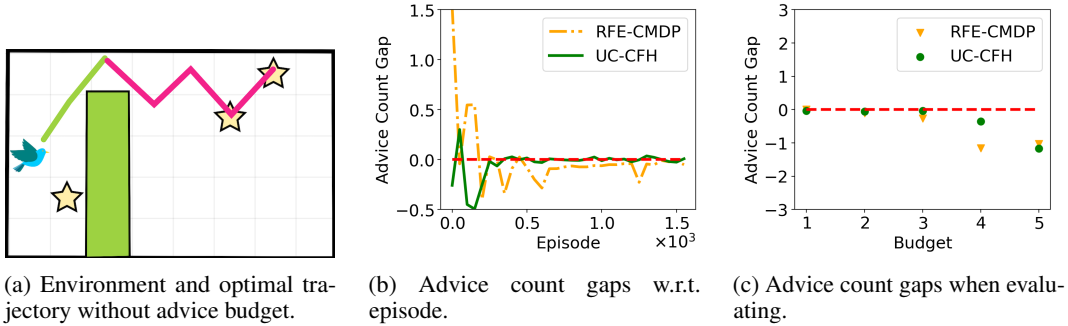 (a) Environment and optimal tra-
jectory without advice budget.
Advice Count Gap
1.5
1.0
0.5
0.0
−0.5
RFE-CMDP
UC-CFH
0.0
0.5
1.0
1.5
Episode
×10³
(b) Advice count gaps w.r.t.
episode.
Advice Count Gap
3
2
1
0
−1
−2
−3
RFE-CMDP
UC-CFH
1
2
3
4
5
Budget
(c) Advice count gaps when evalu-
ating.